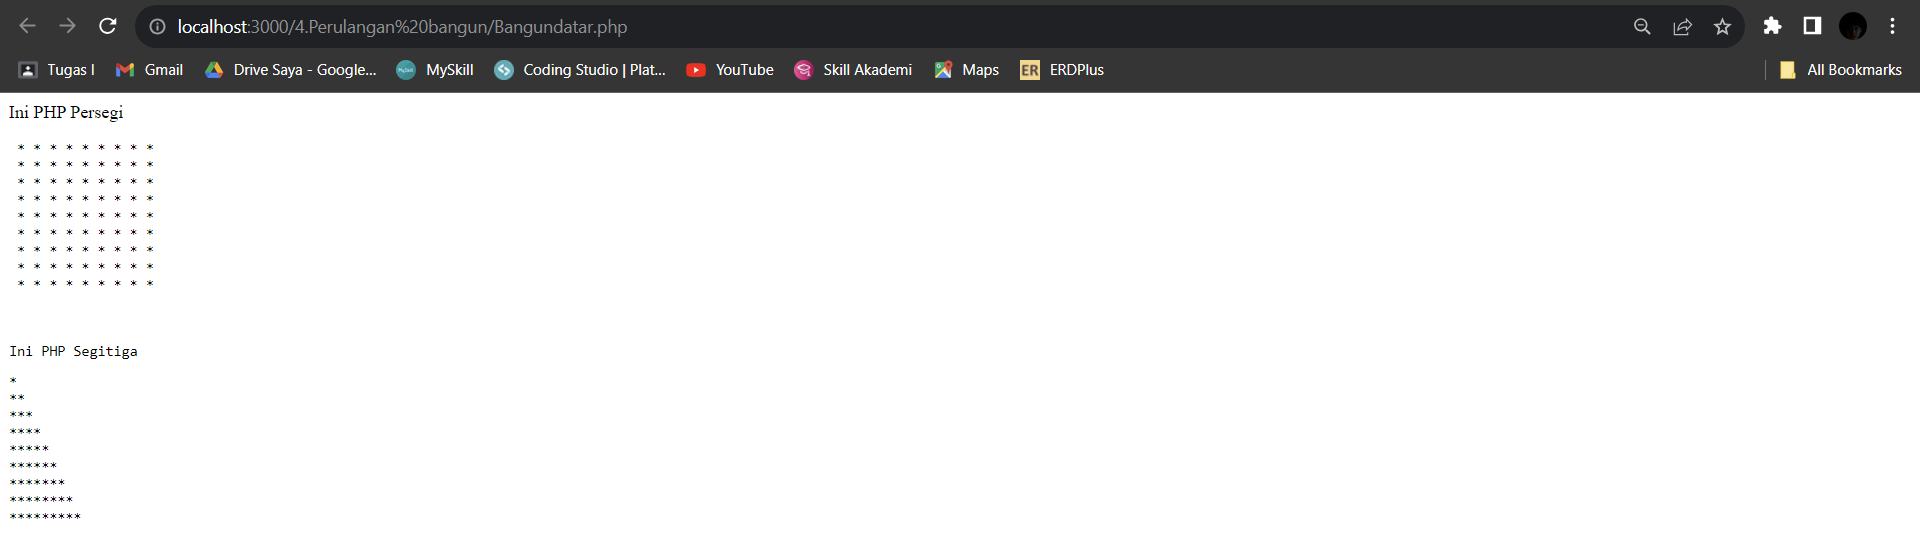 localhost:3000/4.Perulangan%20bangun/Bangundatar.php
Tugas I Gmail Drive Saya - Google... MySkill Coding Studio | Plat... YouTube Skill Akademi Maps ER ERDPlus All Bookmarks
Ini PHP Persegi
* * * * * * * * *
* * * * * * * * *
* * * * * * * * *
* * * * * * * * *
* * * * * * * * *
* * * * * * * * *
* * * * * * * * *
* * * * * * * * *
* * * * * * * * *
Ini PHP Segitiga
*
**
***
****
*****
******
*******
********
*********